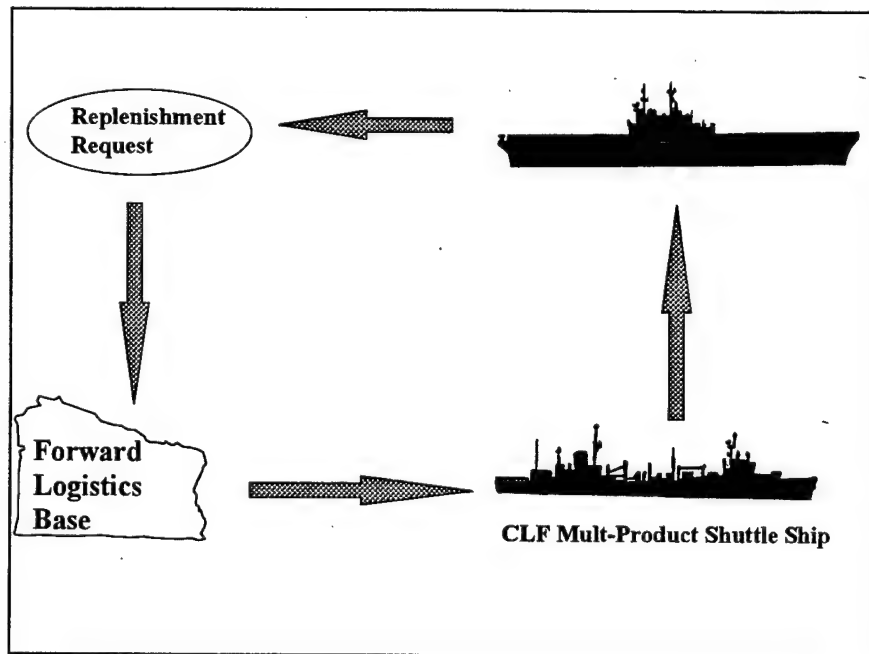 Replenishment
Request
Forward
Logistics
Base
CLF Mult-Product Shuttle Ship